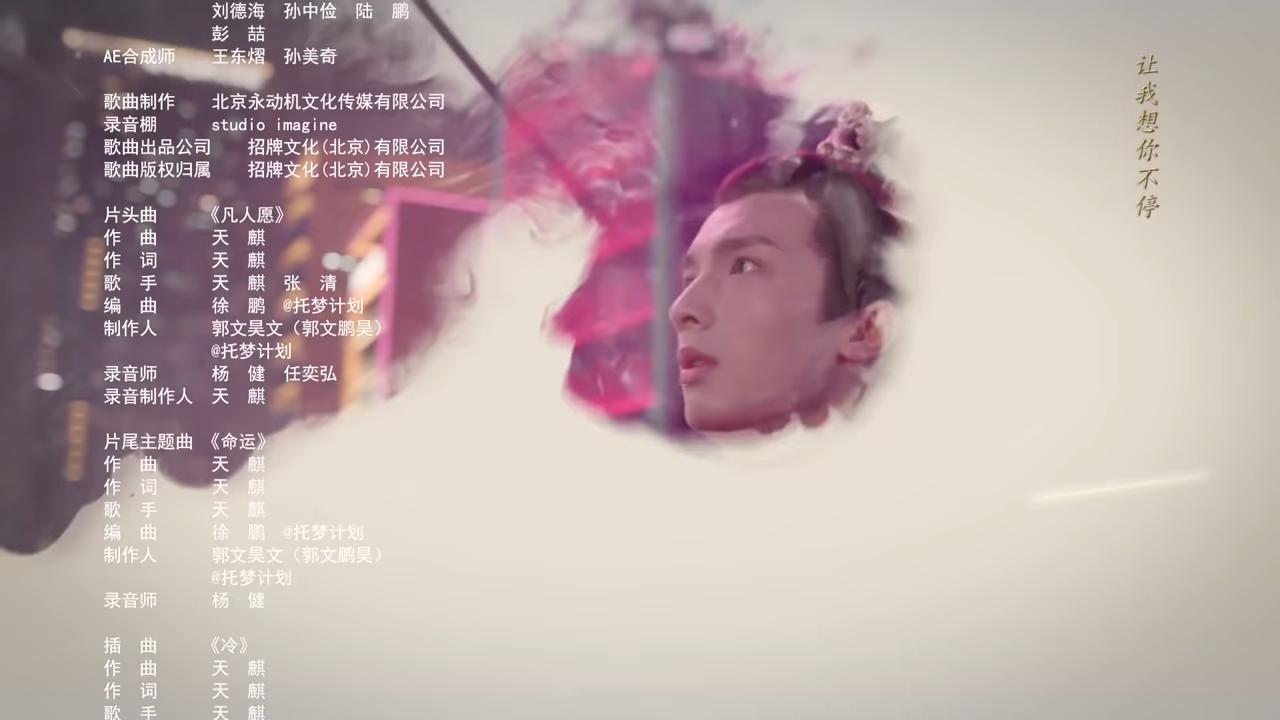 刘德海 孙中俭 陆 鹏
彭 喆
AE合成师 王东熠 孙美奇
歌曲制作 北京永动机文化传媒有限公司
录音棚 studio imagine
歌曲出品公司 招牌文化(北京)有限公司
歌曲版权归属 招牌文化(北京)有限公司
片头曲 《凡人愿》
作 曲 天 麒
作 词 天 麒
歌 手 天 麒 张 清
编 曲 徐 鹏 @托梦计划
制作人 郭文昊文（郭文鹏昊）
@托梦计划
录音师 杨 健 任奕弘
录音制作人 天 麒
片尾主题曲 《命运》
作 曲 天 麒
作 词 天 麒
歌 手 天 麒
编 曲 徐 鹏 @托梦计划
制作人 郭文昊文（郭文鹏昊）
@托梦计划
录音师 杨 健
插 曲 《冷》
作 曲 天 麒
作 词 天 麒
歌 手 天 麒
让我想你不停